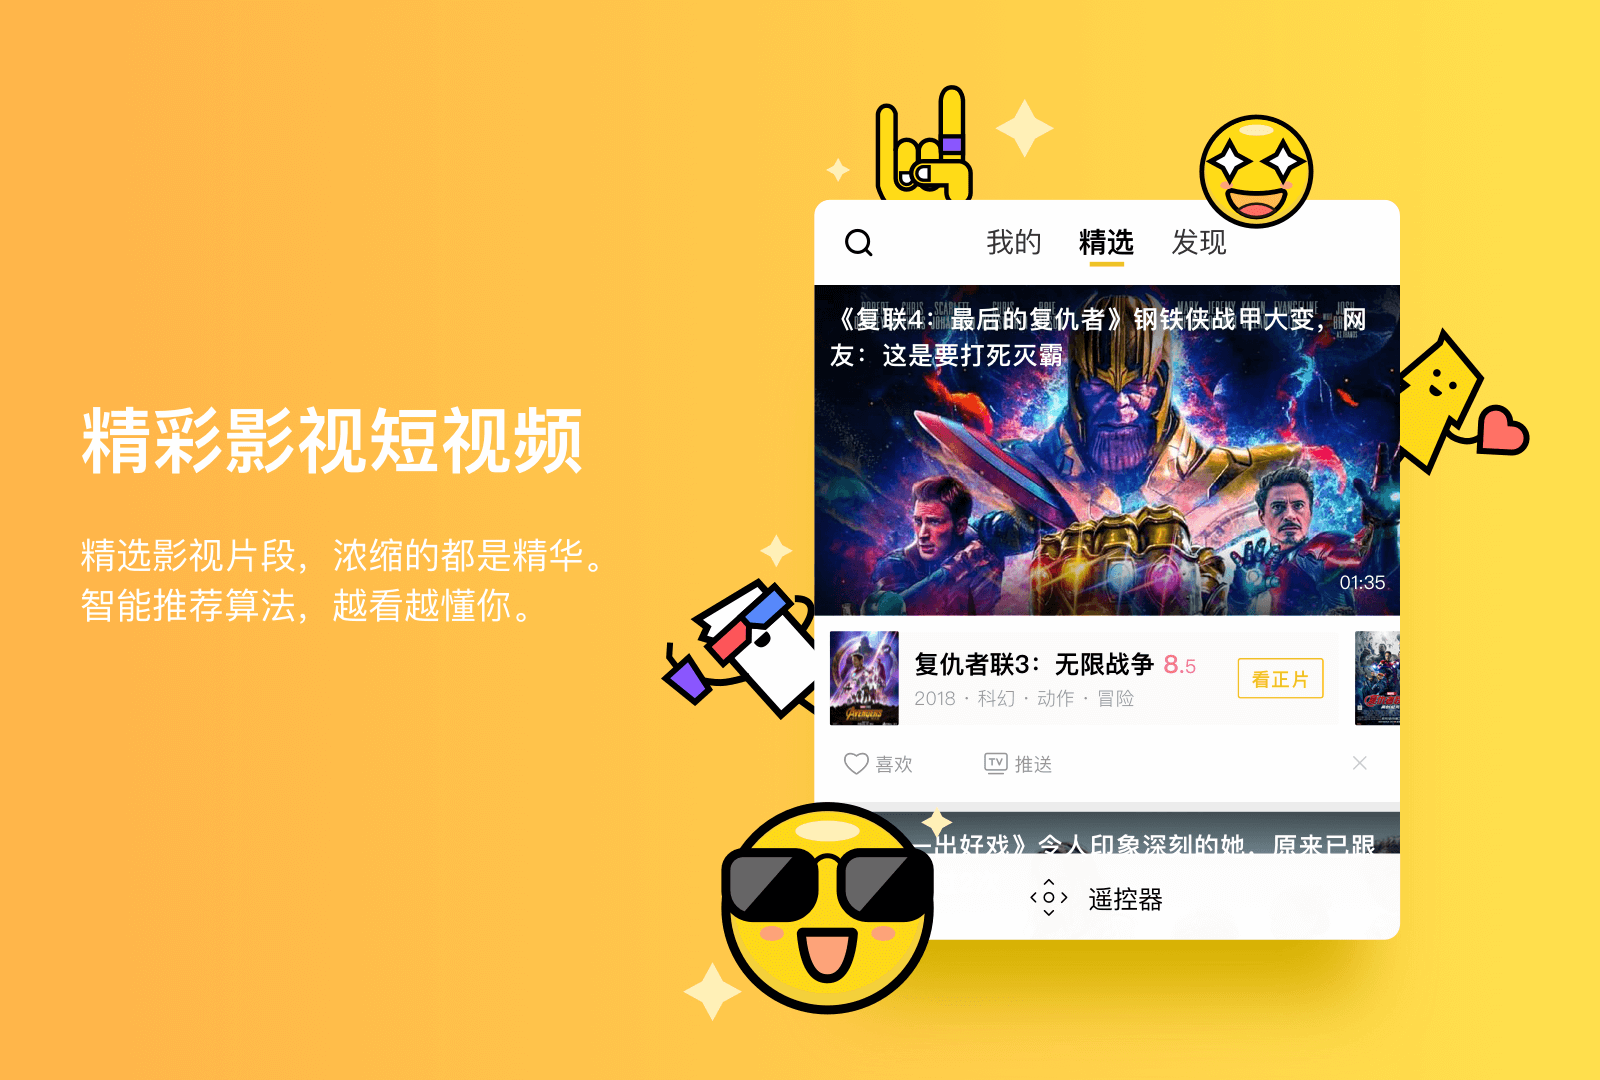 精彩影视短视频
精选影视片段，浓缩的都是精华。
智能推荐算法，越看越懂你。
我的 精选 发现
《复联4：最后的复仇者》钢铁侠战甲大变，网
友：这是要打死灭霸
01:35
复仇者联3：无限战争 8.5
2018 · 科幻 · 动作 · 冒险
看正片
AVENGERS
喜欢
TV 推送
一出好戏》令人印象深刻的她，原来已跟
遥控器